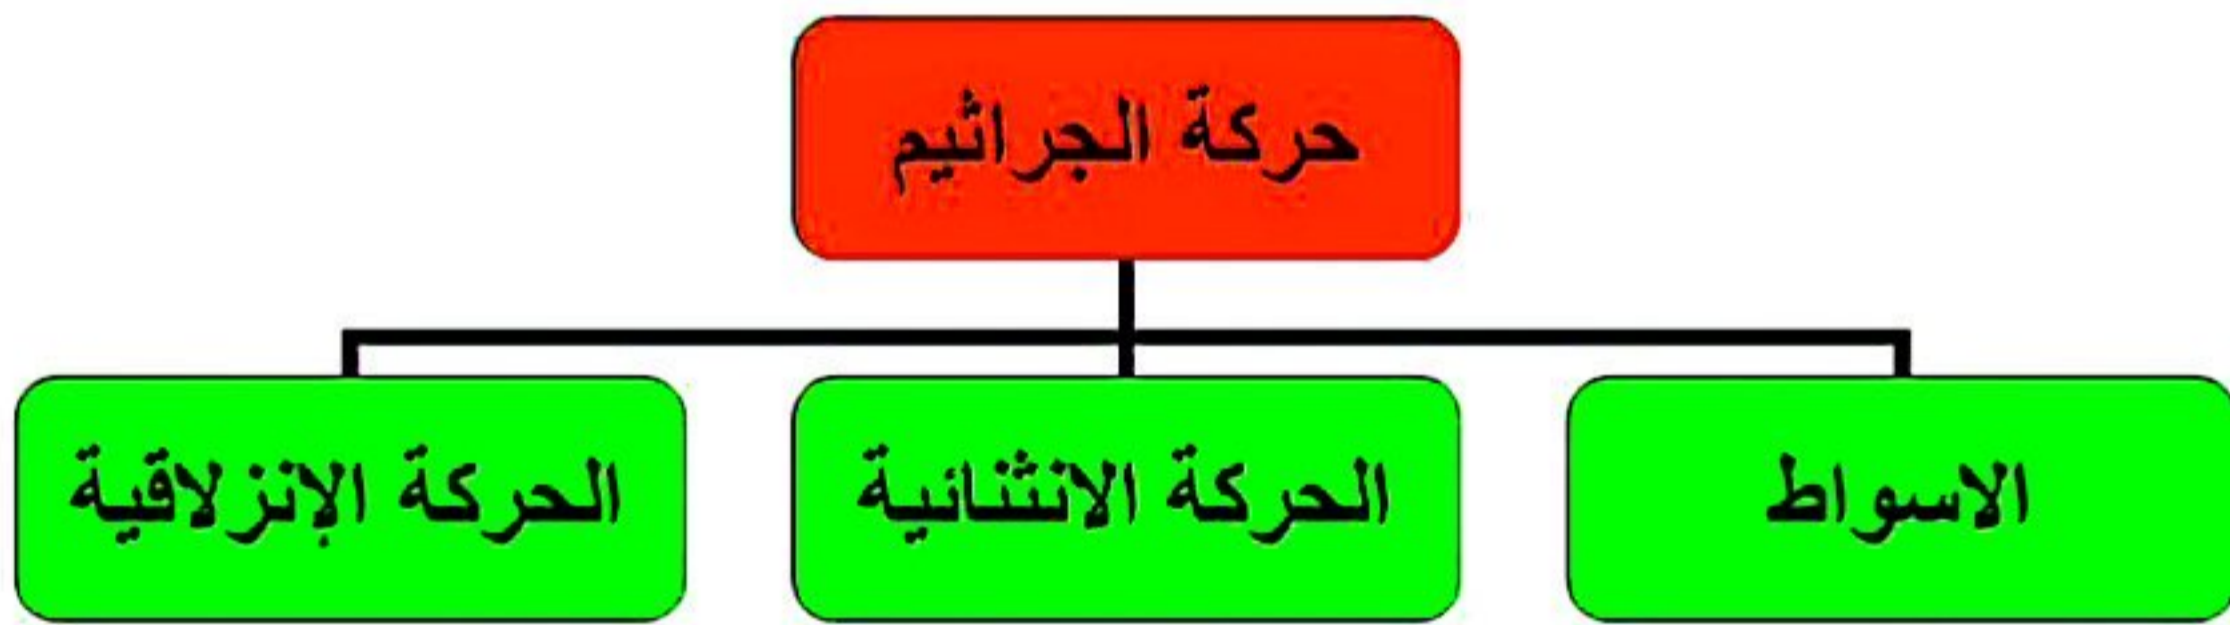 حركة الجراثيم
الاسواط
الحركة الانثنائية
الحركة الإنزلاقية